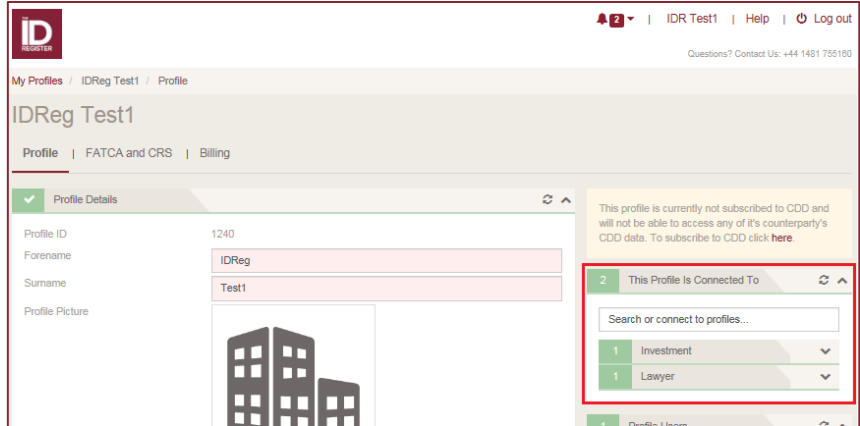 THE
ID
REGISTER
2 | IDR Test1 | Help | Log out
Questions? Contact Us: +44 1481 755160
My Profiles / IDReg Test1 / Profile
IDReg Test1
Profile | FATCA and CRS | Billing
Profile Details
Profile ID 1240
Forename IDReg
Surname Test1
Profile Picture
This profile is currently not subscribed to CDD and
will not be able to access any of it's counterparty's
CDD data. To subscribe to CDD click here.
2 This Profile Is Connected To
Search or connect to profiles...
1 Investment
1 Lawyer
Profile Users